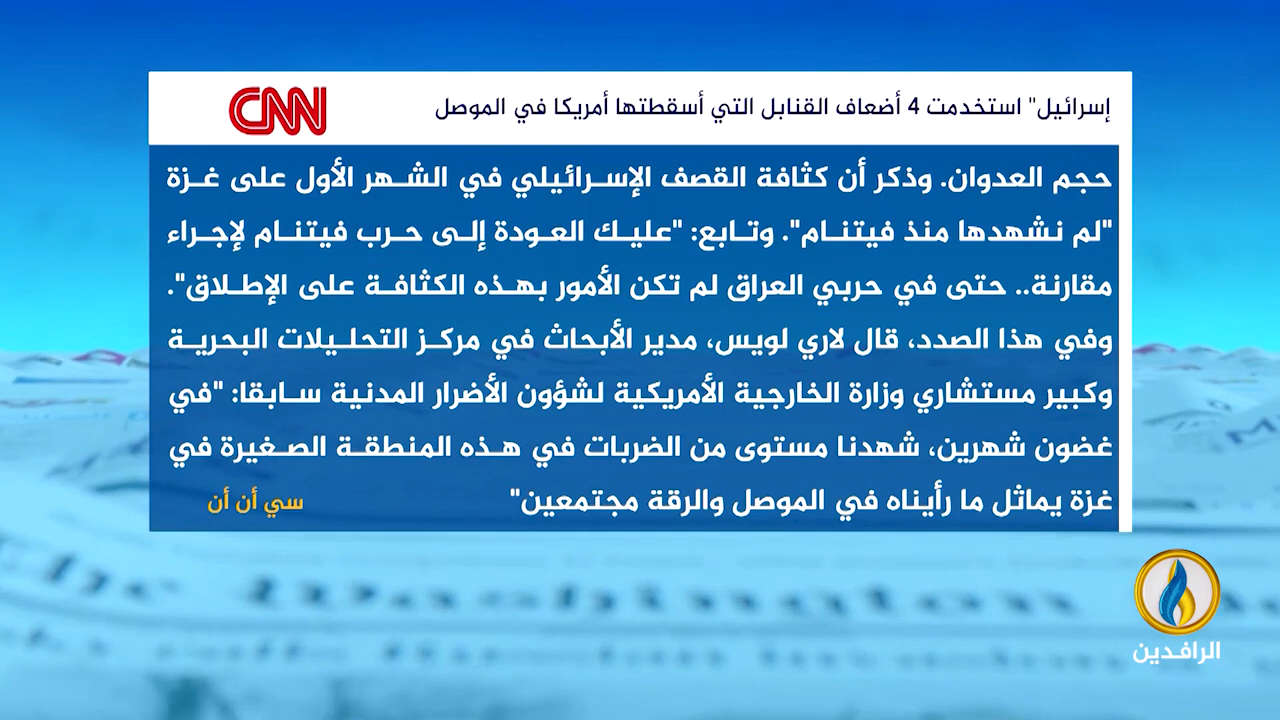 إسرائيل" استخدمت 4 أضعاف القنابل التي أسقطتها أمريكا في الموصل
CNN
حجم العدوان. وذكر أن كثافة القصف الإسرائيلي في الشهر الأول على غزة
"لم نشهدها منذ فيتنام". وتابع: "عليك العودة إلى حرب فيتنام لإجراء
مقارنة.. حتى في حربي العراق لم تكن الأمور بهذه الكثافة على الإطلاق".
وفي هذا الصدد، قال لاري لويس، مدير الأبحاث في مركز التحليلات البحرية
وكبير مستشاري وزارة الخارجية الأمريكية لشؤون الأضرار المدنية سابقا: "في
غضون شهرين، شهدنا مستوى من الضربات في هذه المنطقة الصغيرة في
غزة يماثل ما رأيناه في الموصل والرقة مجتمعين"
سي أن أن
الرافدين